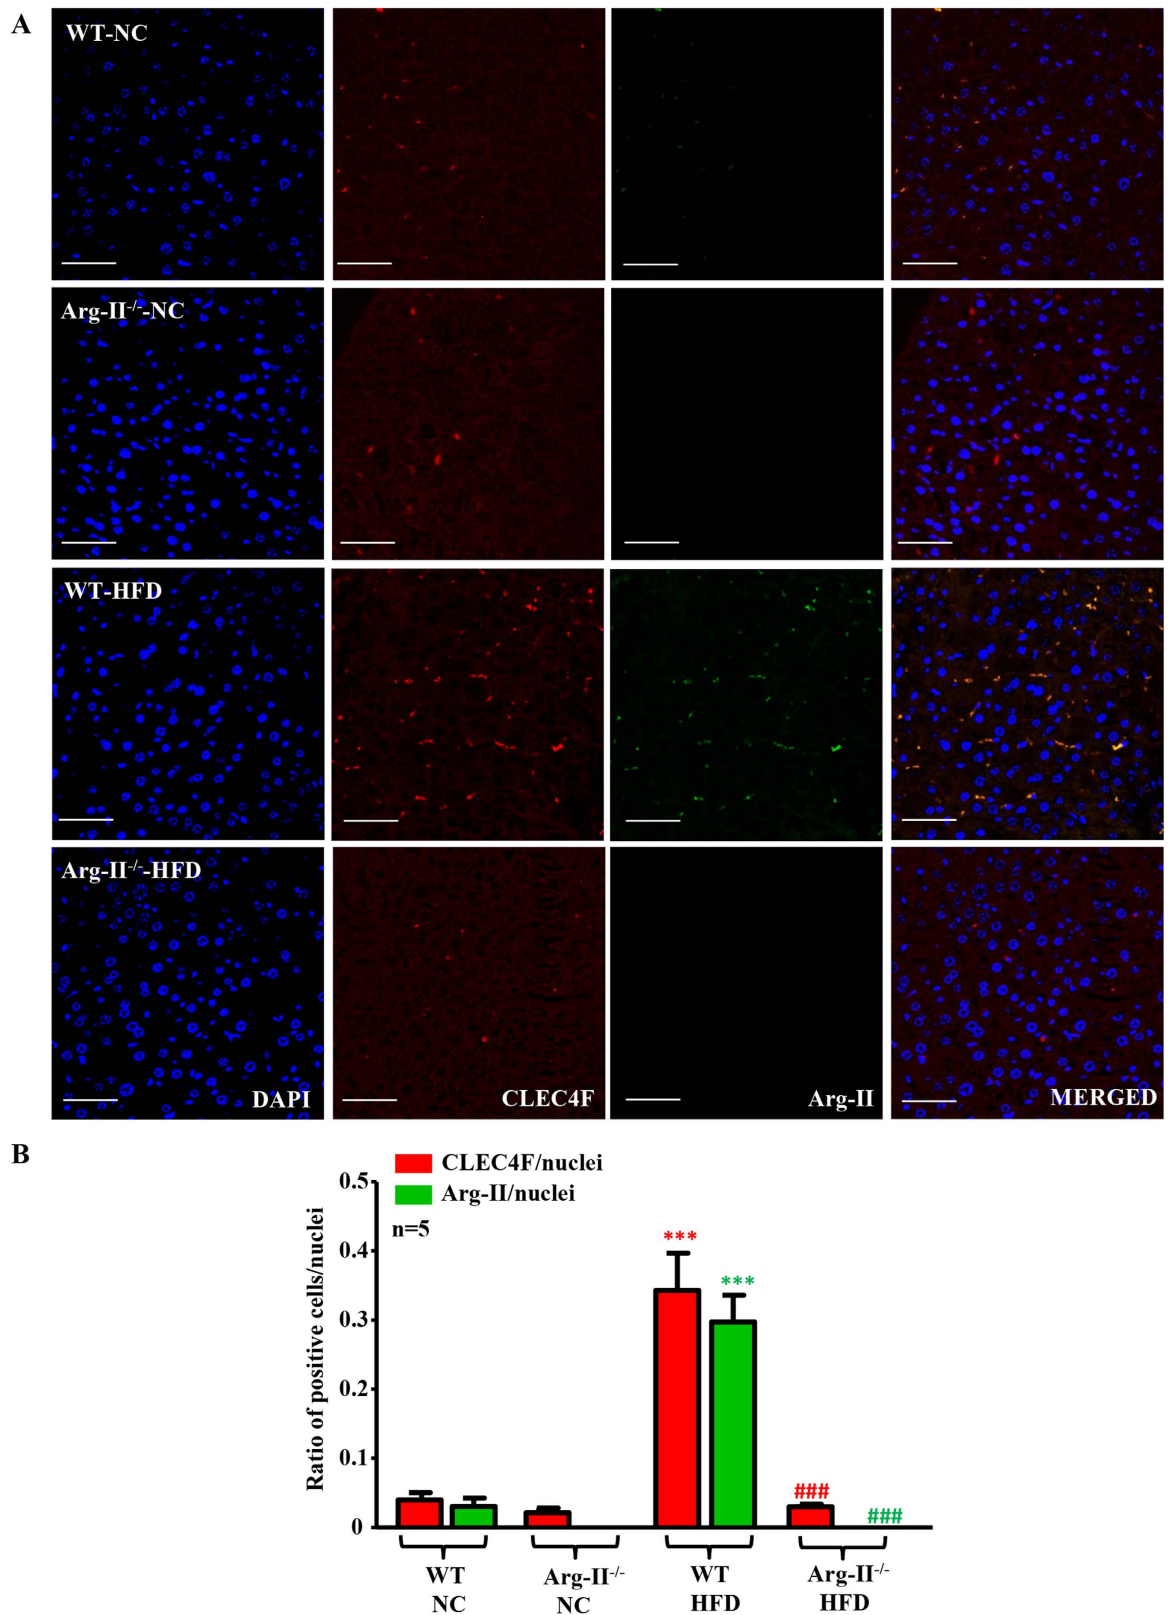 A
WT-NC
Arg-II-/--NC
WT-HFD
Arg-II-/--HFD
DAPI
CLEC4F
Arg-II
MERGED
B
CLEC4F/nuclei
Arg-II/nuclei
n=5
Ratio of positive cells/nuclei
0.5
0.4
0.3
0.2
0.1
0
***
***
###
###
WT
NC
Arg-II-/-
NC
WT
HFD
Arg-II-/-
HFD